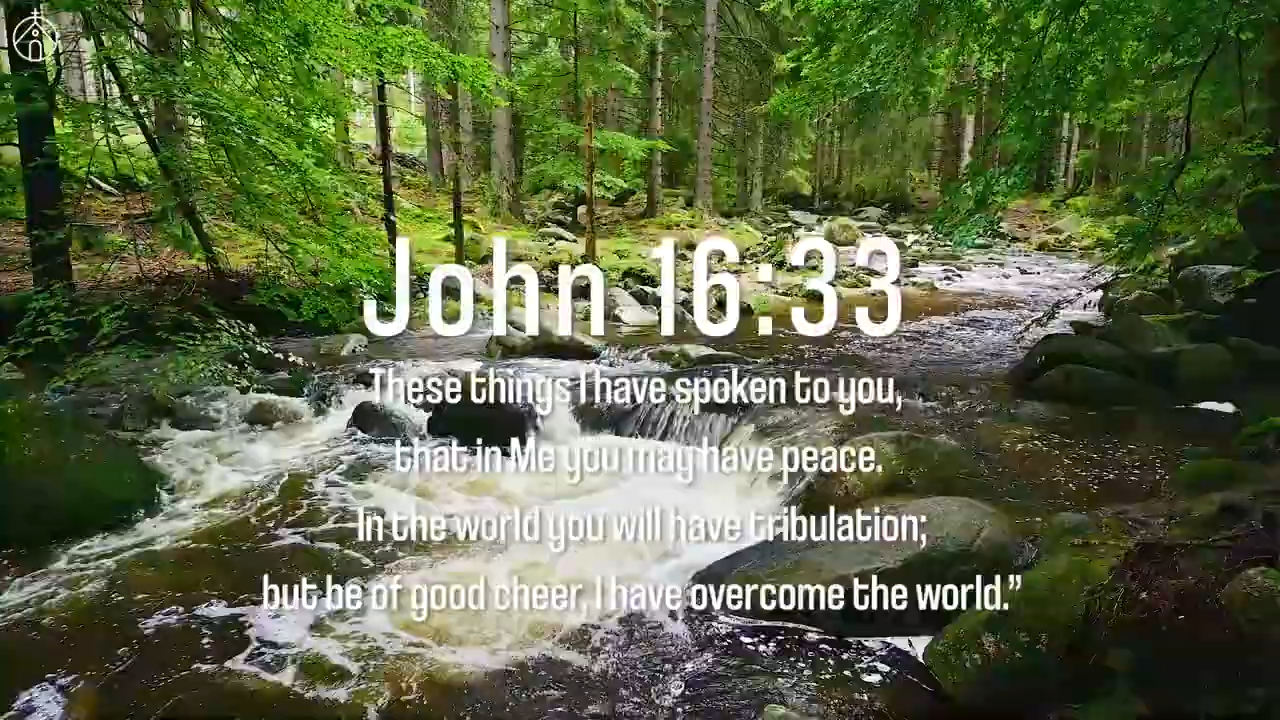 John 16:33
These things I have spoken to you,
that in Me you may have peace.
In the world you will have tribulation;
but be of good cheer, I have overcome the world.”